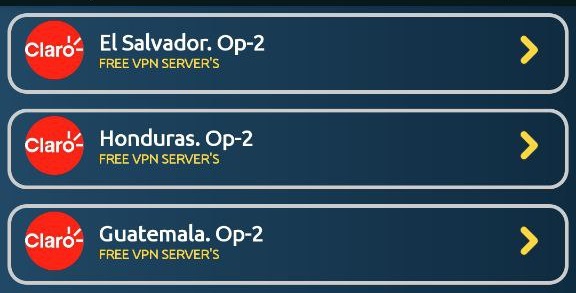 Claro
El Salvador. Op-2
FREE VPN SERVER'S
Claro
Honduras. Op-2
FREE VPN SERVER'S
Claro
Guatemala. Op-2
FREE VPN SERVER'S